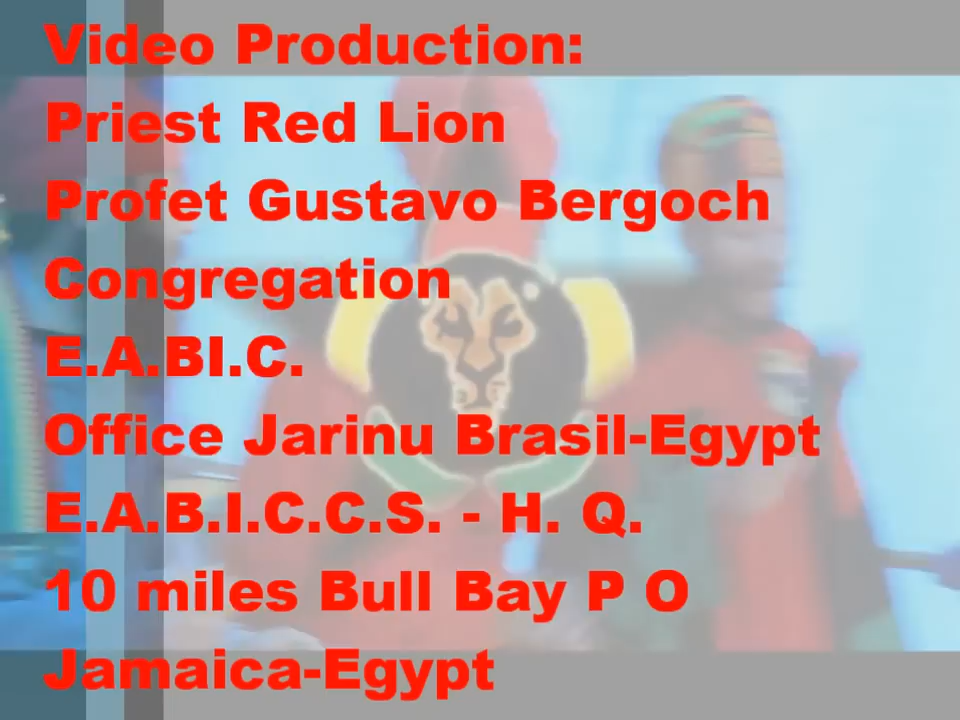 Video Production:
Priest Red Lion
Profet Gustavo Bergoch
Congregation
E.A.BI.C.
Office Jarinu Brasil-Egypt
E.A.B.I.C.C.S. - H. Q.
10 miles Bull Bay P O
Jamaica-Egypt